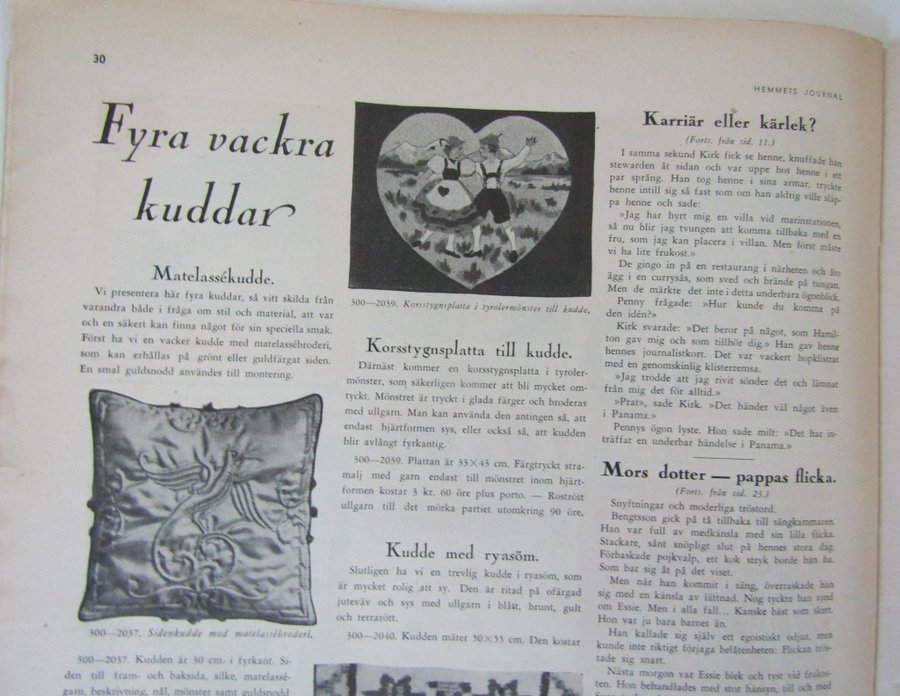 30
HEMMETS JOURNAL
Fyra vackra
kuddar
Matelassékudde.
Vi presentera här fyra kuddar, så vitt skilda från
varandra både i fråga om stil och material, att var
och en säkert kan finna något för sin speciella smak.
Först ha vi en vacker kudde med matelassébroderi,
som kan erhållas på grönt eller guldfärgat siden.
En smal guldsnodd användes till montering.
300—2037. Sidenkudde med matelassébroderi.
300—2037. Kudden är 30 cm. i fyrkant. Si-
den till fram- och baksida, silke, matelassé-
garn, beskrivning, nål, mönster samt guldsnodd
300—2039. Korsstygnsplatta i tyrolermönster till kudde.
Korsstygnsplatta till kudde.
Därnäst kommer en korsstygnsplatta i tyroler-
mönster, som säkerligen kommer att bli mycket om-
tyckt. Mönstret är tryckt i glada färger och broderas
med ullgarn. Man kan använda den antingen så, att
endast hjärtformen sys, eller också så, att kudden
blir avlångt fyrkantig.
300—2039. Plattan är 33×43 cm. Färgtryckt stra-
malj med garn endast till mönstret inom hjärt-
formen kostar 3 kr. 60 öre plus porto. — Rostrött
ullgarn till det mörka partiet utomkring 90 öre.
Kudde med ryasöm.
Slutligen ha vi en trevlig kudde i ryasöm, som
är mycket rolig att sy. Den är ritad på ofärgad
juteväv och sys med ullgarn i blått, brunt, gult
och terrarött.
300—2040. Kudden mäter 50×55 cm. Den kostar
Karriär eller kärlek?
(Forts. från sid. 11.)
I samma sekund Kirk fick se henne, knuffade han
stewarden åt sidan och var uppe hos henne i ett
par språng. Han tog henne i sina armar, tryckte
henne intill sig så fast som om han aldrig ville släp-
pa henne och sade:
»Jag har hyrt mig en villa vid marinstationen,
så nu blir jag tvungen att komma tillbaka med en
fru, som jag kan placera i villan. Men först måste
vi ha lite frukost.»
De gingo in på en restaurang i närheten och åto
ägg i en currysås, som sved och brände på tungan.
Men de märkte det inte i detta underbara ögonblick.
Penny frågade: »Hur kunde du komma på
den idén?»
Kirk svarade: »Det beror på något, som Hamil-
ton gav mig och som tillhör dig.» Han gav henne
hennes journalistkort. Det var vackert hopklistrat
med en genomskinlig klisterremsa.
»Jag trodde att jag rivit sönder det och lämnat
från mig det för alltid.»
»Prat», sade Kirk. »Det händer väl något även
i Panama.»
Pennys ögon lyste. Hon sade milt: »Det har in-
träffat en underbar händelse i Panama.»
Mors dotter — pappas flicka.
(Forts. från sid. 23.)
Snyftningar och moderliga tröstord.
Bengtsson gick på tå tillbaka till sängkammaren.
Han var full av medkänsla med sin lilla flicka.
Stackare, sånt snöpligt slut på hennes stora dag.
Förbaskade pojkvalp, ett kok stryk borde han ha.
Som bar sig åt på det viset.
Men när han kommit i säng, överraskade han
sig med en känsla av lättnad. Nog tyckte han synd
om Essie. Men i alla fall... Kanske bäst som skett.
Hon var ju bara barnet än.
Han kallade sig själv ett egoistiskt odjur, men
kunde inte riktigt förjaga belåtenheten: Flickan trös-
tade sig snart.
Nästa morgon var Essie blek och tyst vid frukos-
ten. Hon behandlades med stor hänsyn, till och med